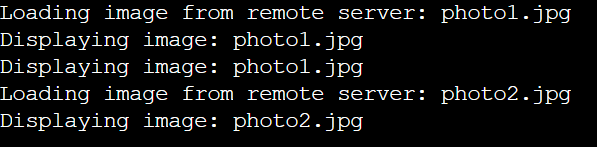 Loading image from remote server: photo1.jpg
Displaying image: photo1.jpg
Displaying image: photo1.jpg
Loading image from remote server: photo2.jpg
Displaying image: photo2.jpg